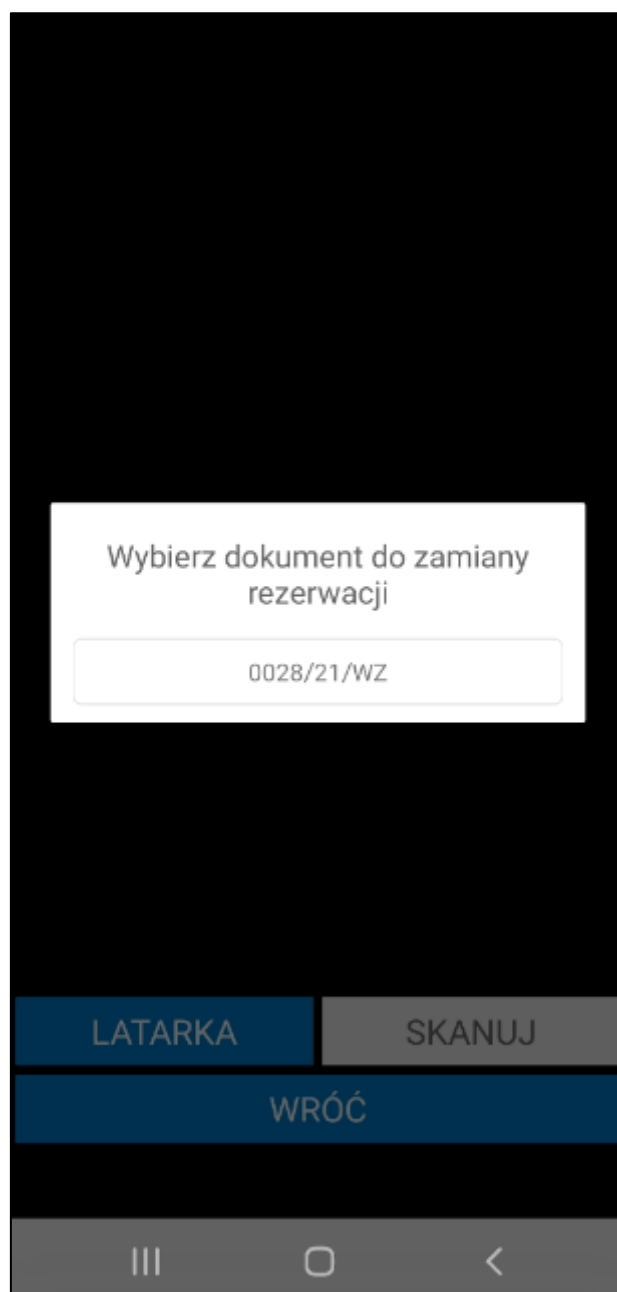 Wybierz dokument do zamiany
rezerwacji
0028/21/WZ
LATARKA
SKANUJ
WRÓĆ